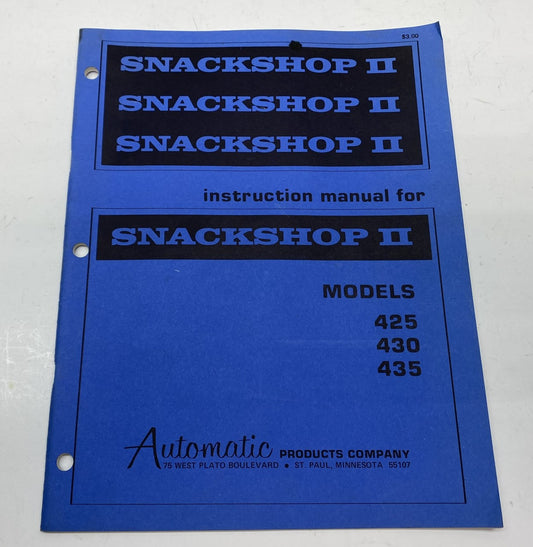 $3.00
SNACKSHOP II
SNACKSHOP II
SNACKSHOP II
instruction manual for
SNACKSHOP II
MODELS
425
430
435
Automatic PRODUCTS COMPANY
75 WEST PLATO BOULEVARD • ST. PAUL, MINNESOTA 55107